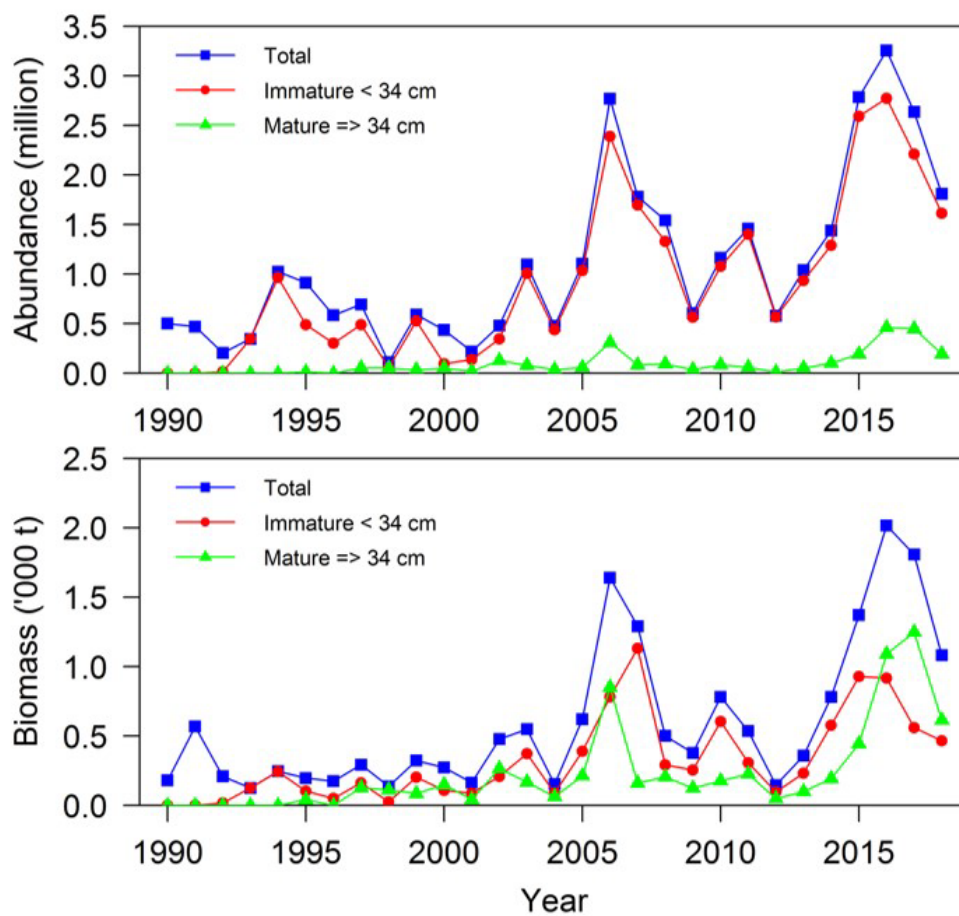 3.5
3.0
2.5
2.0
1.5
1.0
0.5
0.0
Abundance (million)
Total
Immature < 34 cm
Mature => 34 cm
1990 1995 2000 2005 2010 2015
2.5
2.0
1.5
1.0
0.5
0.0
Biomass ('000 t)
Total
Immature < 34 cm
Mature => 34 cm
1990 1995 2000 2005 2010 2015
Year